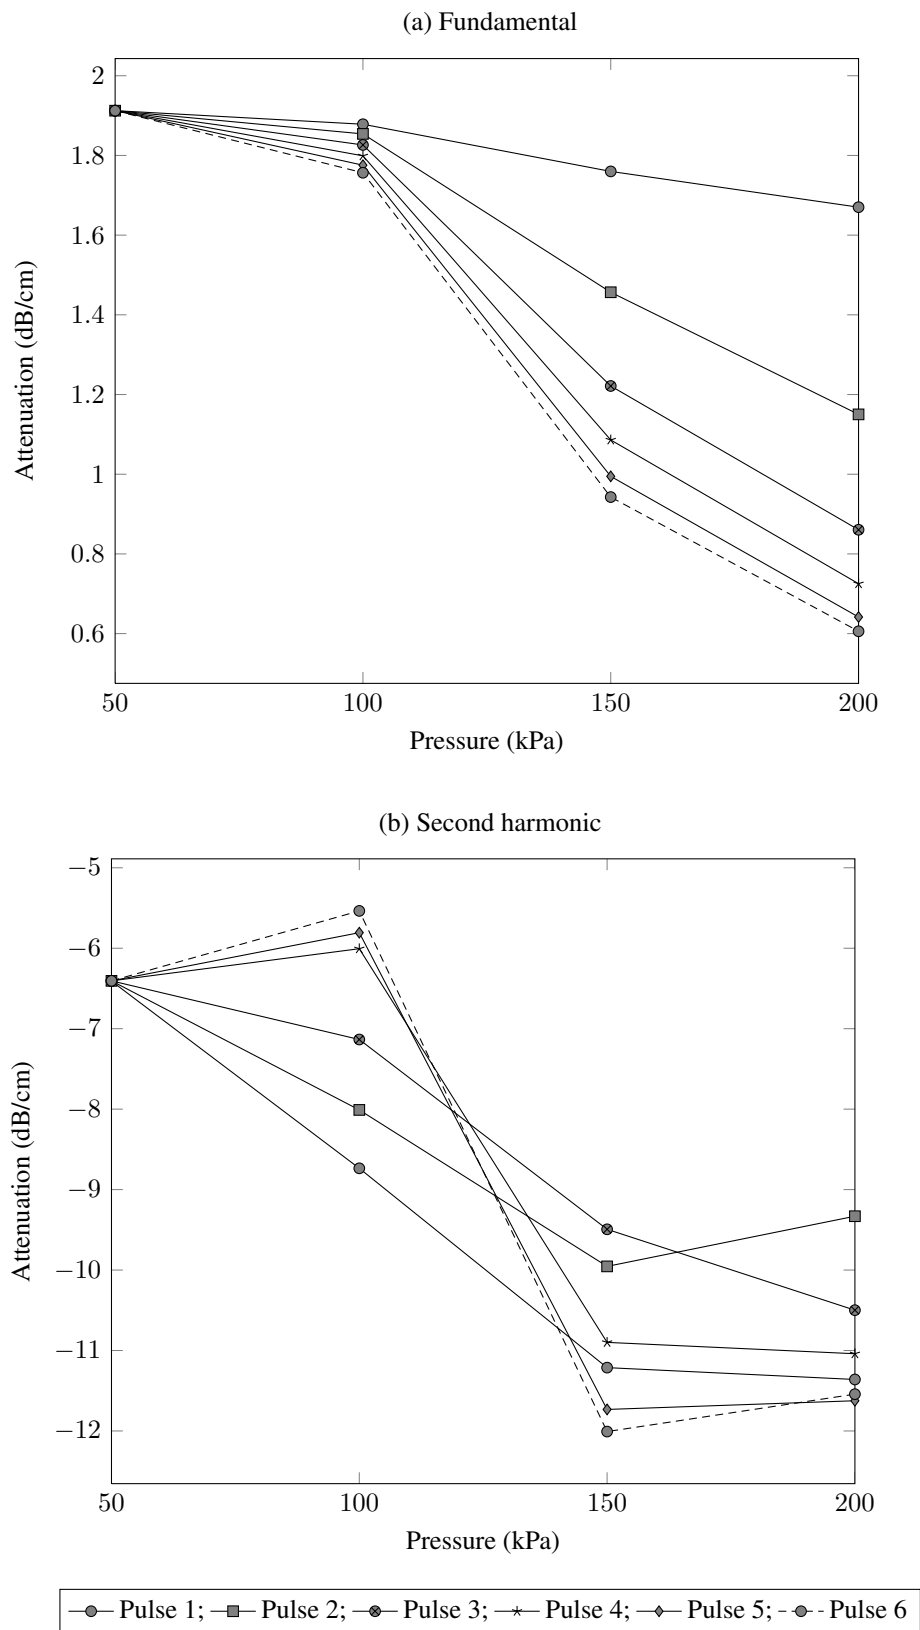 (a) Fundamental
2
1.8
1.6
1.4
1.2
1
0.8
0.6
Attenuation (dB/cm)
50 100 150 200
Pressure (kPa)
(b) Second harmonic
−5
−6
−7
−8
−9
−10
−11
−12
Attenuation (dB/cm)
50 100 150 200
Pressure (kPa)
Pulse 1; Pulse 2; Pulse 3; Pulse 4; Pulse 5; Pulse 6